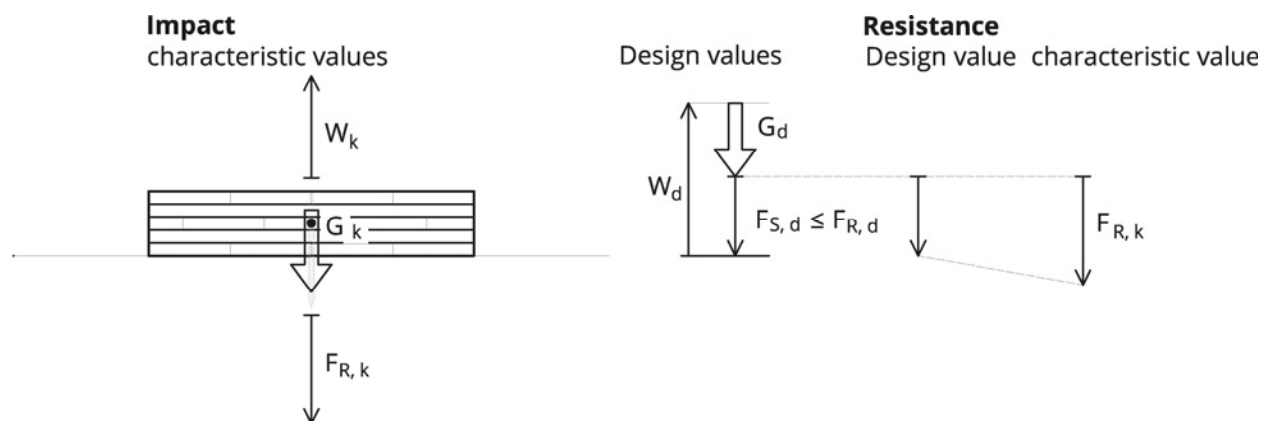 Impact
characteristic values
W_k
G_k
F_R, k
Design values
G_d
W_d
F_S, d ≤ F_R, d
Resistance
Design value characteristic value
F_R, k